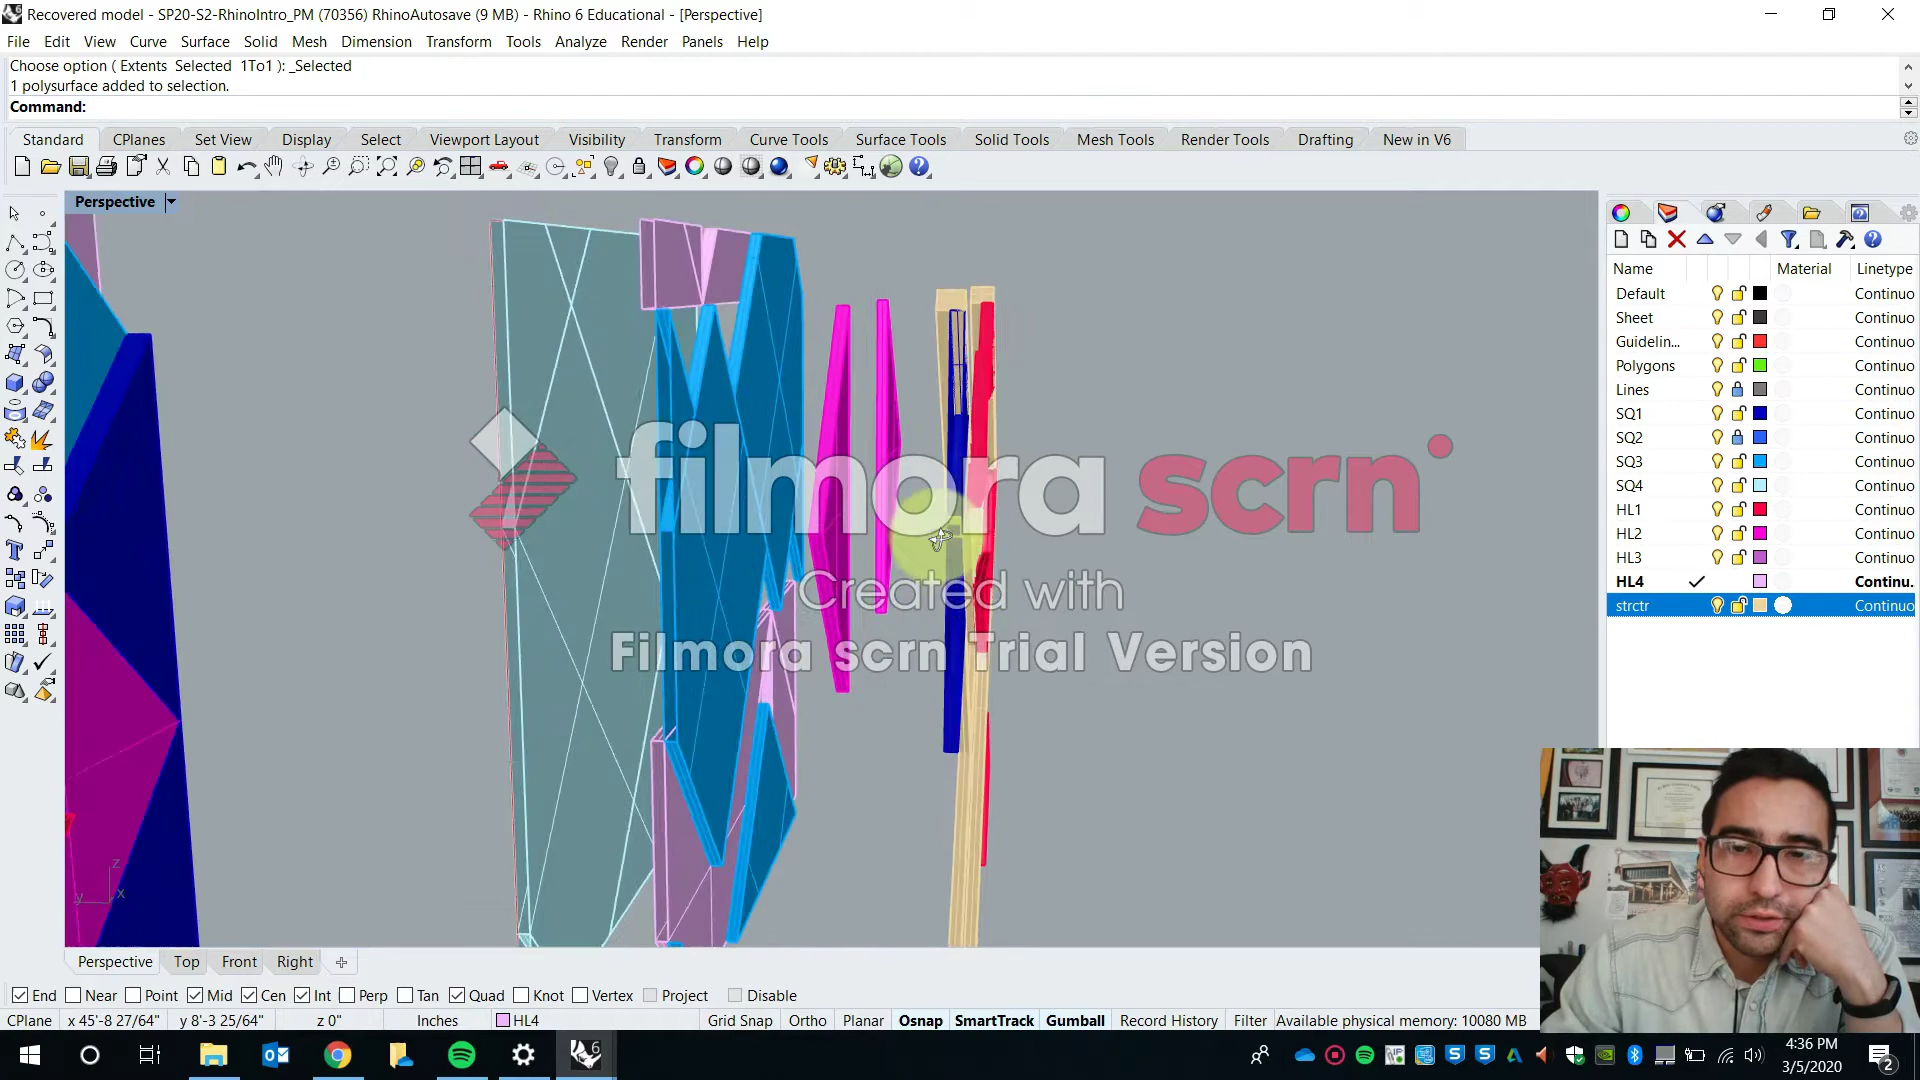 Recovered model - SP20-S2-RhinoIntro_PM (70356) RhinoAutosave (9 MB) - Rhino 6 Educational - [Perspective]
File Edit View Curve Surface Solid Mesh Dimension Transform Tools Analyze Render Panels Help
Choose option ( Extents Selected 1To1 ): _Selected
1 polysurface added to selection.
Command:
Standard CPlanes Set View Display Select Viewport Layout Visibility Transform Curve Tools Surface Tools Solid Tools Mesh Tools Render Tools Drafting New in V6
Perspective
Name Material Linetype
Default Continuo
Sheet Continuo
Guidelin... Continuo
Polygons Continuo
Lines Continuo
SQ1 Continuo
SQ2 Continuo
SQ3 Continuo
SQ4 Continuo
HL1 Continuo
HL2 Continuo
HL3 Continuo
HL4 Continu.
strctr Continuo
filmora scrn
Created with
Filmora scrn Trial Version
z
y x
Perspective Top Front Right
End Near Point Mid Cen Int Perp Tan Quad Knot Vertex Project Disable
CPlane x 45'-8 27/64" y 8'-3 25/64" z 0" Inches HL4 Grid Snap Ortho Planar Osnap SmartTrack Gumball Record History Filter Available physical memory: 10080 MB
4:36 PM
3/5/2020
2